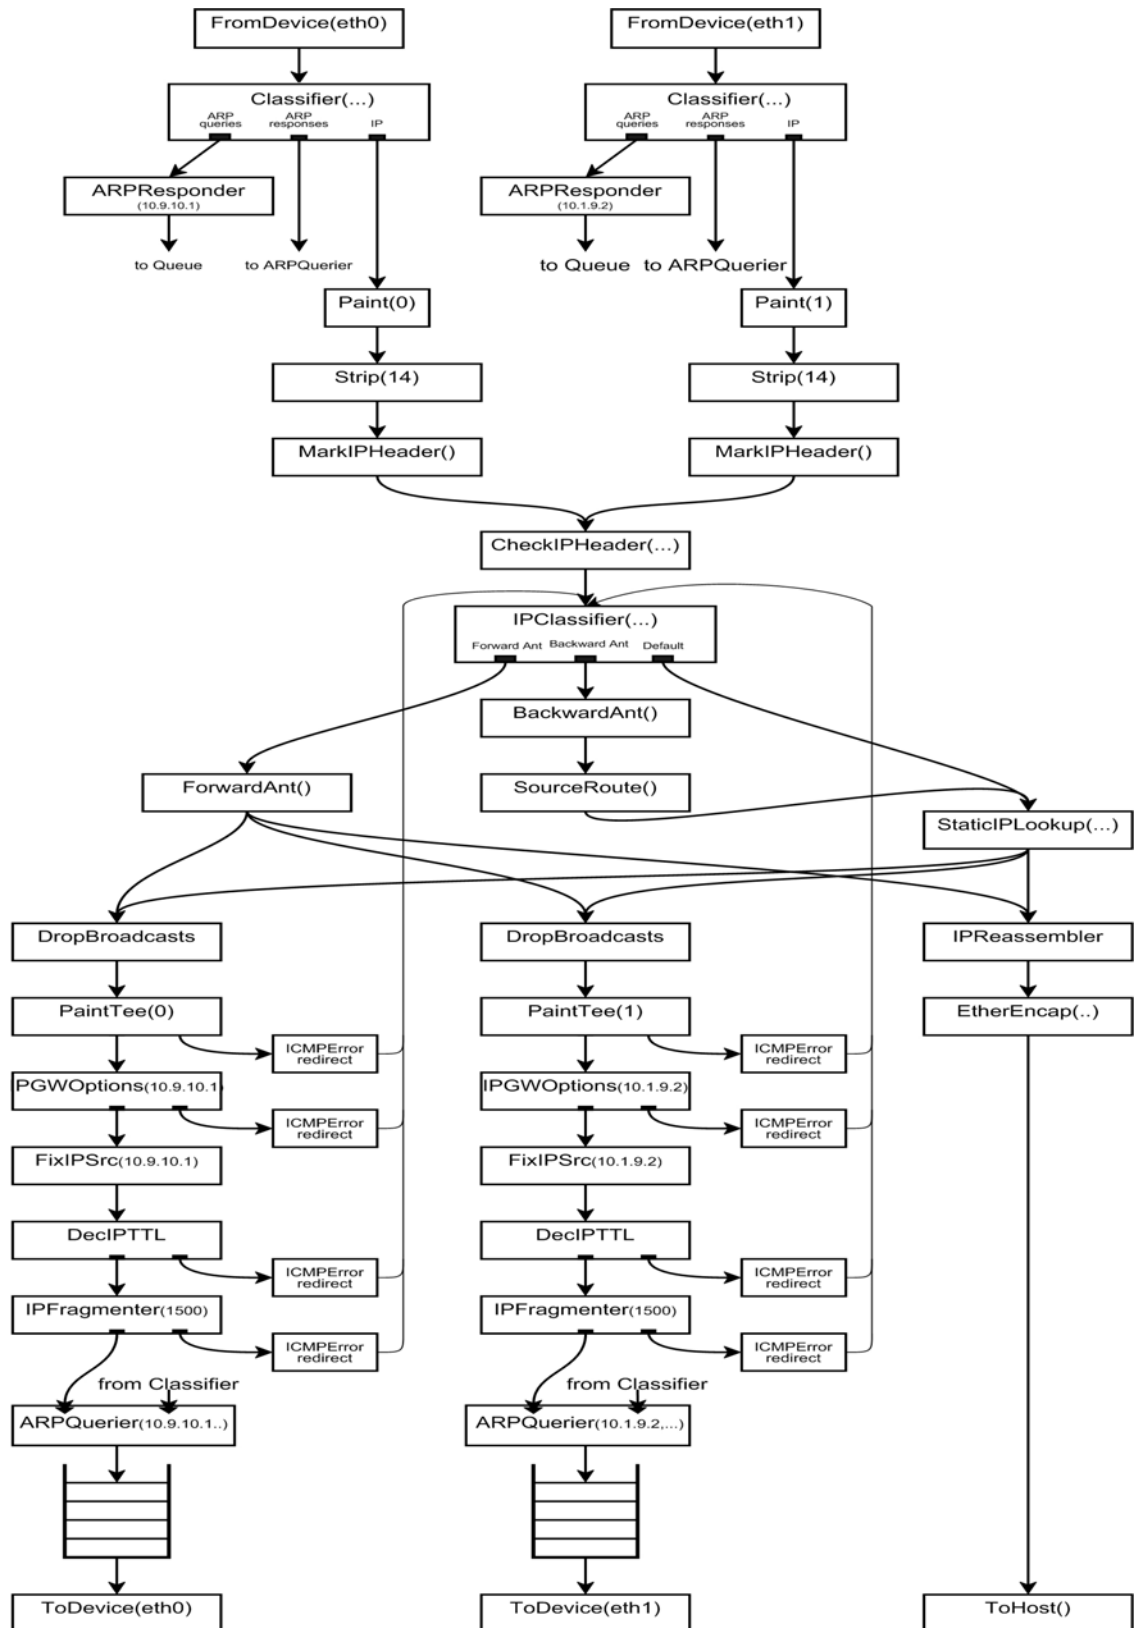 FromDevice(eth0)
FromDevice(eth1)
Classifier(...)
ARP queries
ARP responses
IP
Classifier(...)
ARP queries
ARP responses
IP
ARPResponder
(10.9.10.1)
ARPResponder
(10.1.9.2)
to Queue
to ARPQuerier
to Queue
to ARPQuerier
Paint(0)
Paint(1)
Strip(14)
Strip(14)
MarkIPHeader()
MarkIPHeader()
CheckIPHeader(...)
IPClassifier(...)
Forward Ant
Backward Ant
Default
BackwardAnt()
ForwardAnt()
SourceRoute()
StaticIPLookup(...)
DropBroadcasts
DropBroadcasts
IPReassembler
PaintTee(0)
PaintTee(1)
EtherEncap(..)
ICMPError
redirect
ICMPError
redirect
PGWOptions(10.9.10.1)
IPGWOptions(10.1.9.2)
ICMPError
redirect
ICMPError
redirect
FixIPSrc(10.9.10.1)
FixIPSrc(10.1.9.2)
DecIPTTL
DecIPTTL
ICMPError
redirect
ICMPError
redirect
IPFragmenter(1500)
IPFragmenter(1500)
ICMPError
redirect
ICMPError
redirect
from Classifier
from Classifier
ARPQuerier(10.9.10.1..)
ARPQuerier(10.1.9.2,...)
ToDevice(eth0)
ToDevice(eth1)
ToHost()